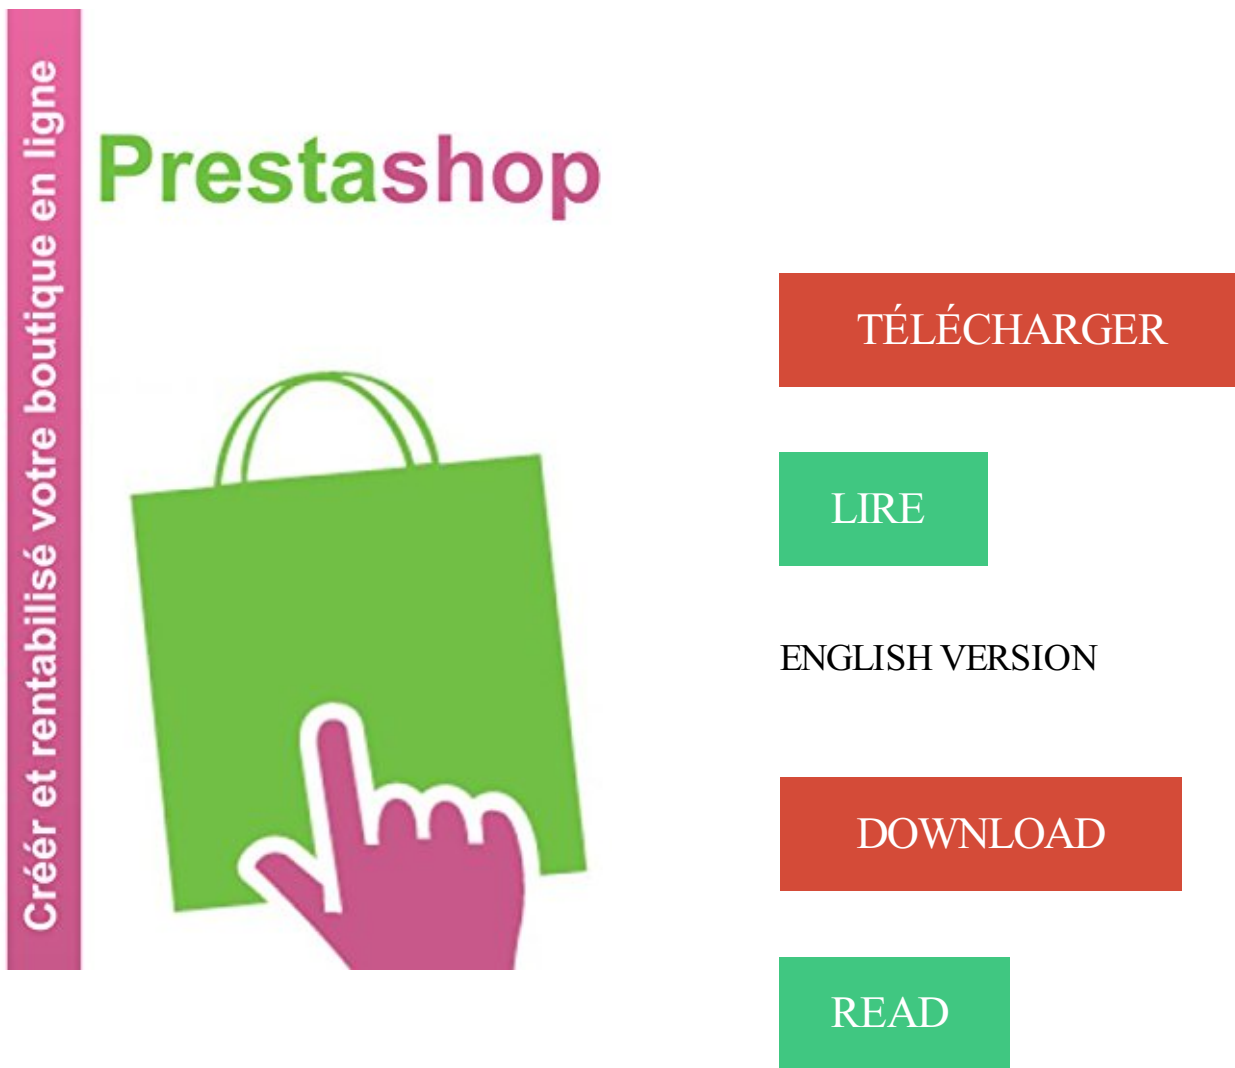 Créér et rentabilisé votre boutique en ligne
Prestashop
TÉLÉCHARGER
LIRE
ENGLISH VERSION
DOWNLOAD
READ